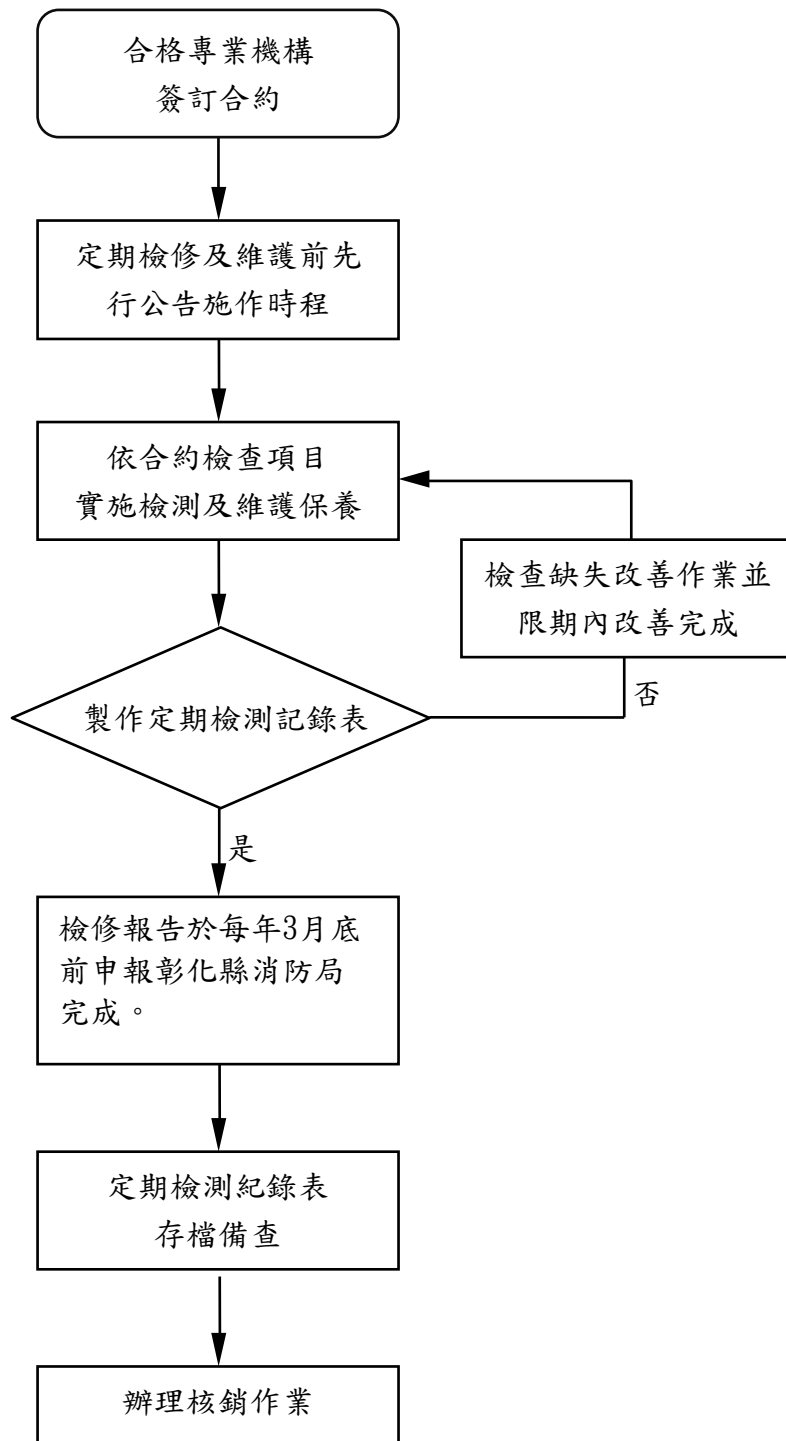 合格專業機構
簽訂合約
定期檢修及維護前先
行公告施作時程
依合約檢查項目
實施檢測及維護保養
檢查缺失改善作業並
限期內改善完成
否
製作定期檢測記錄表
是
檢修報告於每年3月底
前申報彰化縣消防局
完成。
定期檢測紀錄表
存檔備查
辦理核銷作業